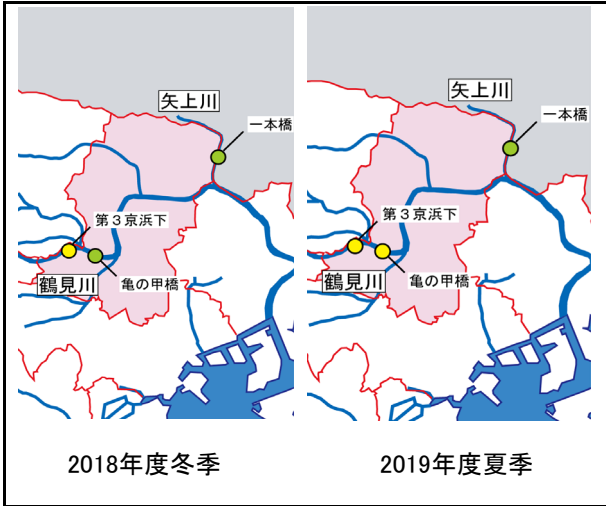 矢上川
一本橋
第3京浜下
亀の甲橋
鶴見川
2018年度冬季
矢上川
一本橋
第3京浜下
亀の甲橋
鶴見川
2019年度夏季